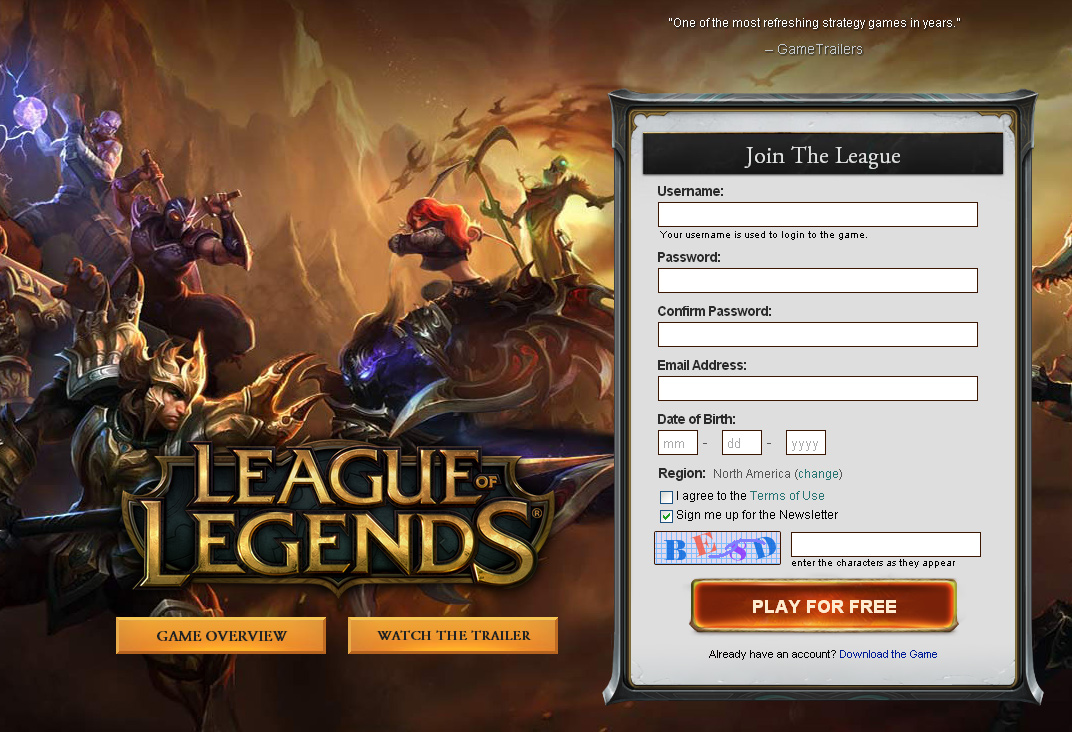 "One of the most refreshing strategy games in years."
– GameTrailers
Join The League
Username:
Your username is used to login to the game.
Password:
Confirm Password:
Email Address:
Date of Birth:
mm - dd - yyyy
Region: North America (change)
I agree to the Terms of Use
Sign me up for the Newsletter
BESD
enter the characters as they appear
PLAY FOR FREE
Already have an account? Download the Game
LEAGUE OF
LEGENDS®
GAME OVERVIEW
WATCH THE TRAILER